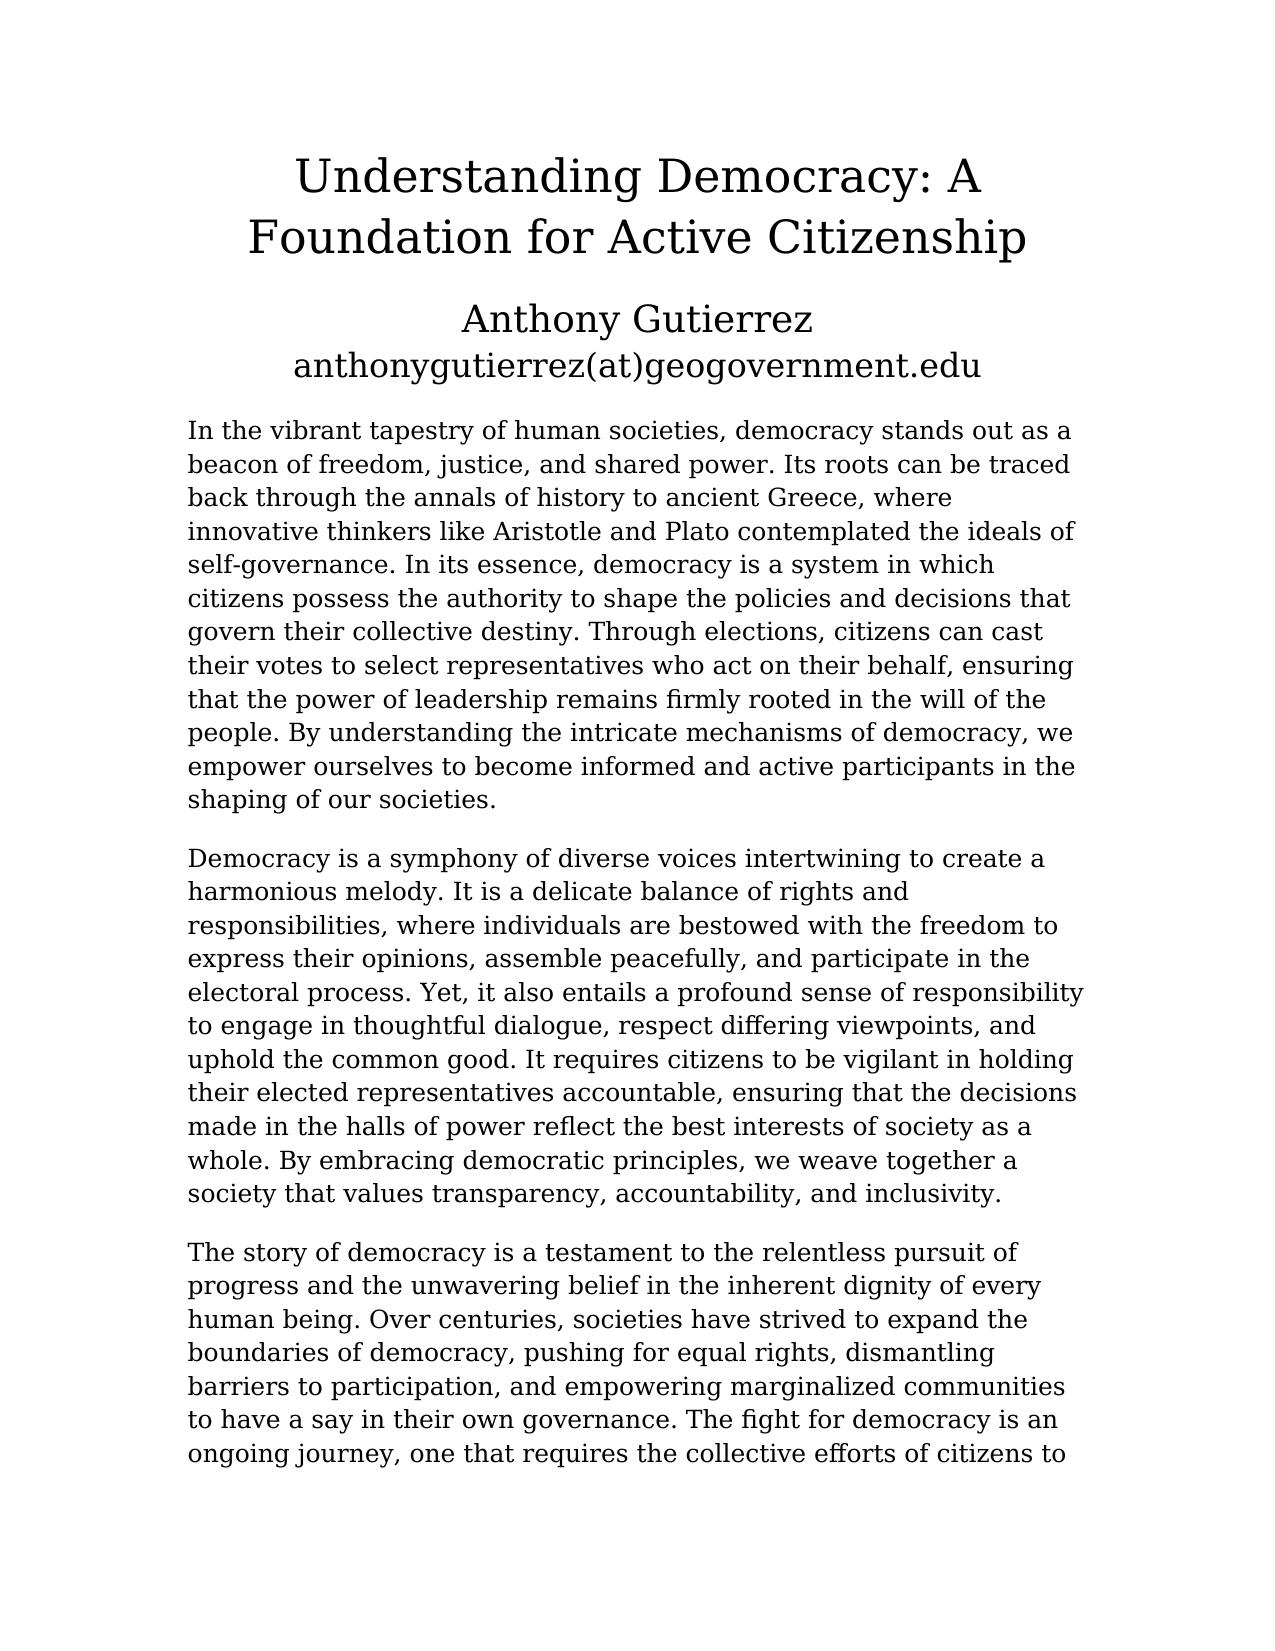 Understanding Democracy: A
Foundation for Active Citizenship
Anthony Gutierrez
anthonygutierrez(at)geogovernment.edu
In the vibrant tapestry of human societies, democracy stands out as a
beacon of freedom, justice, and shared power. Its roots can be traced
back through the annals of history to ancient Greece, where
innovative thinkers like Aristotle and Plato contemplated the ideals of
self-governance. In its essence, democracy is a system in which
citizens possess the authority to shape the policies and decisions that
govern their collective destiny. Through elections, citizens can cast
their votes to select representatives who act on their behalf, ensuring
that the power of leadership remains firmly rooted in the will of the
people. By understanding the intricate mechanisms of democracy, we
empower ourselves to become informed and active participants in the
shaping of our societies.
Democracy is a symphony of diverse voices intertwining to create a
harmonious melody. It is a delicate balance of rights and
responsibilities, where individuals are bestowed with the freedom to
express their opinions, assemble peacefully, and participate in the
electoral process. Yet, it also entails a profound sense of responsibility
to engage in thoughtful dialogue, respect differing viewpoints, and
uphold the common good. It requires citizens to be vigilant in holding
their elected representatives accountable, ensuring that the decisions
made in the halls of power reflect the best interests of society as a
whole. By embracing democratic principles, we weave together a
society that values transparency, accountability, and inclusivity.
The story of democracy is a testament to the relentless pursuit of
progress and the unwavering belief in the inherent dignity of every
human being. Over centuries, societies have strived to expand the
boundaries of democracy, pushing for equal rights, dismantling
barriers to participation, and empowering marginalized communities
to have a say in their own governance. The fight for democracy is an
ongoing journey, one that requires the collective efforts of citizens to